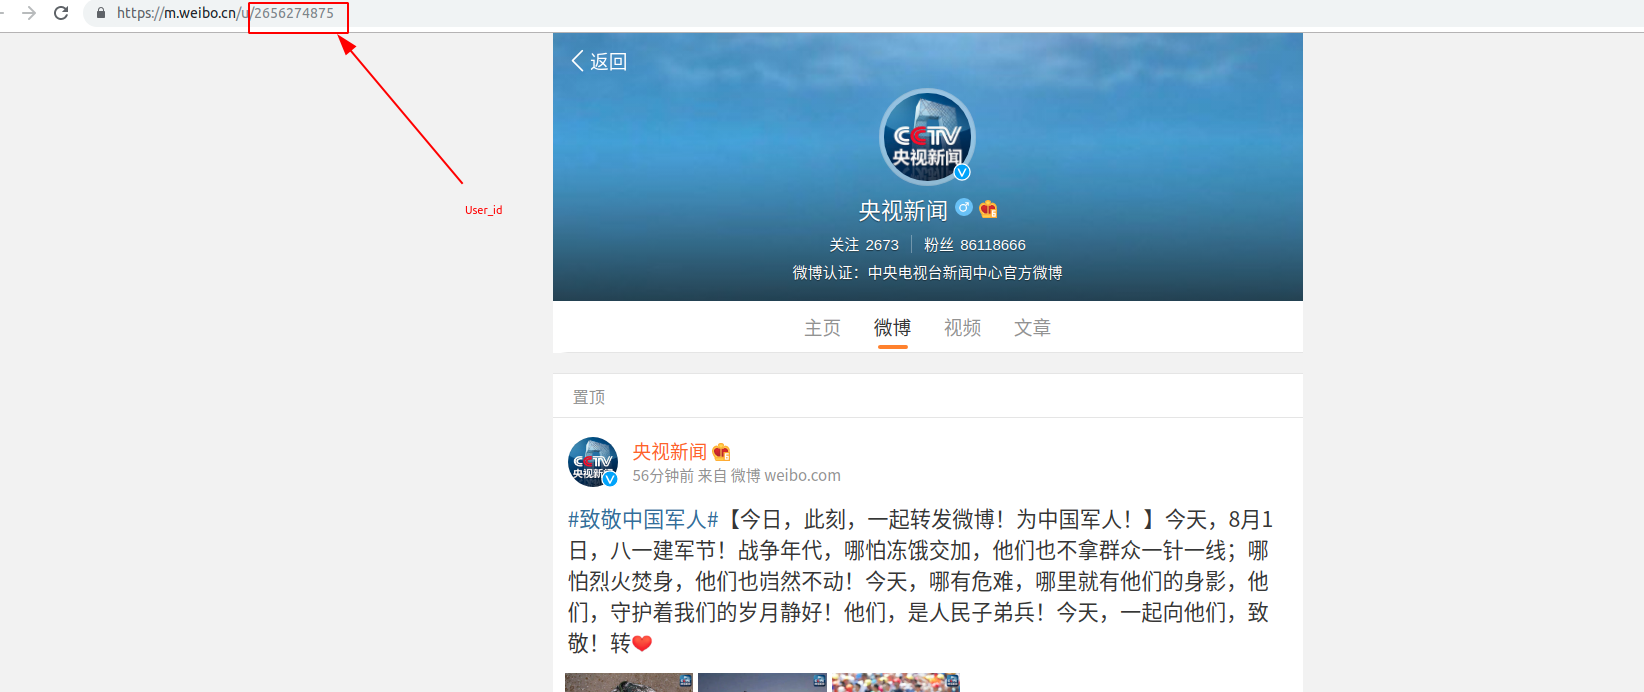 https://m.weibo.cn/u/2656274875
返回
CCTV
央视新闻
User_id
央视新闻
关注 2673 粉丝 86118666
微博认证：中央电视台新闻中心官方微博
主页 微博 视频 文章
置顶
CCTV
央视新闻
央视新闻
56分钟前 来自 微博 weibo.com
#致敬中国军人#【今日，此刻，一起转发微博！为中国军人！】今天，8月1
日，八一建军节！战争年代，哪怕冻饿交加，他们也不拿群众一针一线；哪
怕烈火焚身，他们也岿然不动！今天，哪有危难，哪里就有他们的身影，他
们，守护着我们的岁月静好！他们，是人民子弟兵！今天，一起向他们，致
敬！转❤️